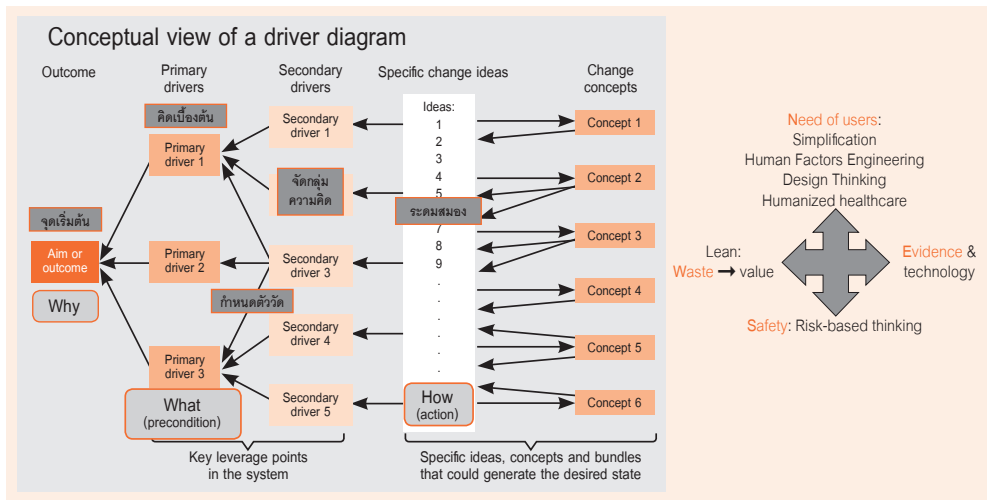 Conceptual view of a driver diagram
Outcome
Primary
drivers
Secondary
drivers
Specific change ideas
Change
concepts
คิดเบื้องต้น
Primary
driver 1
จุดเริ่มต้น
Aim or
outcome
Why
Primary
driver 2
Primary
driver 3
What
(precondition)
Secondary
driver 1
จัดกลุ่ม
ความคิด
Secondary
driver 3
กำหนดตัววัด
Secondary
driver 4
Secondary
driver 5
Ideas:
1
2
3
4
5
ระดมสมอง
7
8
9
.
.
.
.
.
How
(action)
Concept 1
Concept 2
Concept 3
Concept 4
Concept 5
Concept 6
Key leverage points
in the system
Specific ideas, concepts and bundles
that could generate the desired state
Need of users:
Simplification
Human Factors Engineering
Design Thinking
Humanized healthcare
Lean:
Waste → value
Evidence &
technology
Safety: Risk-based thinking